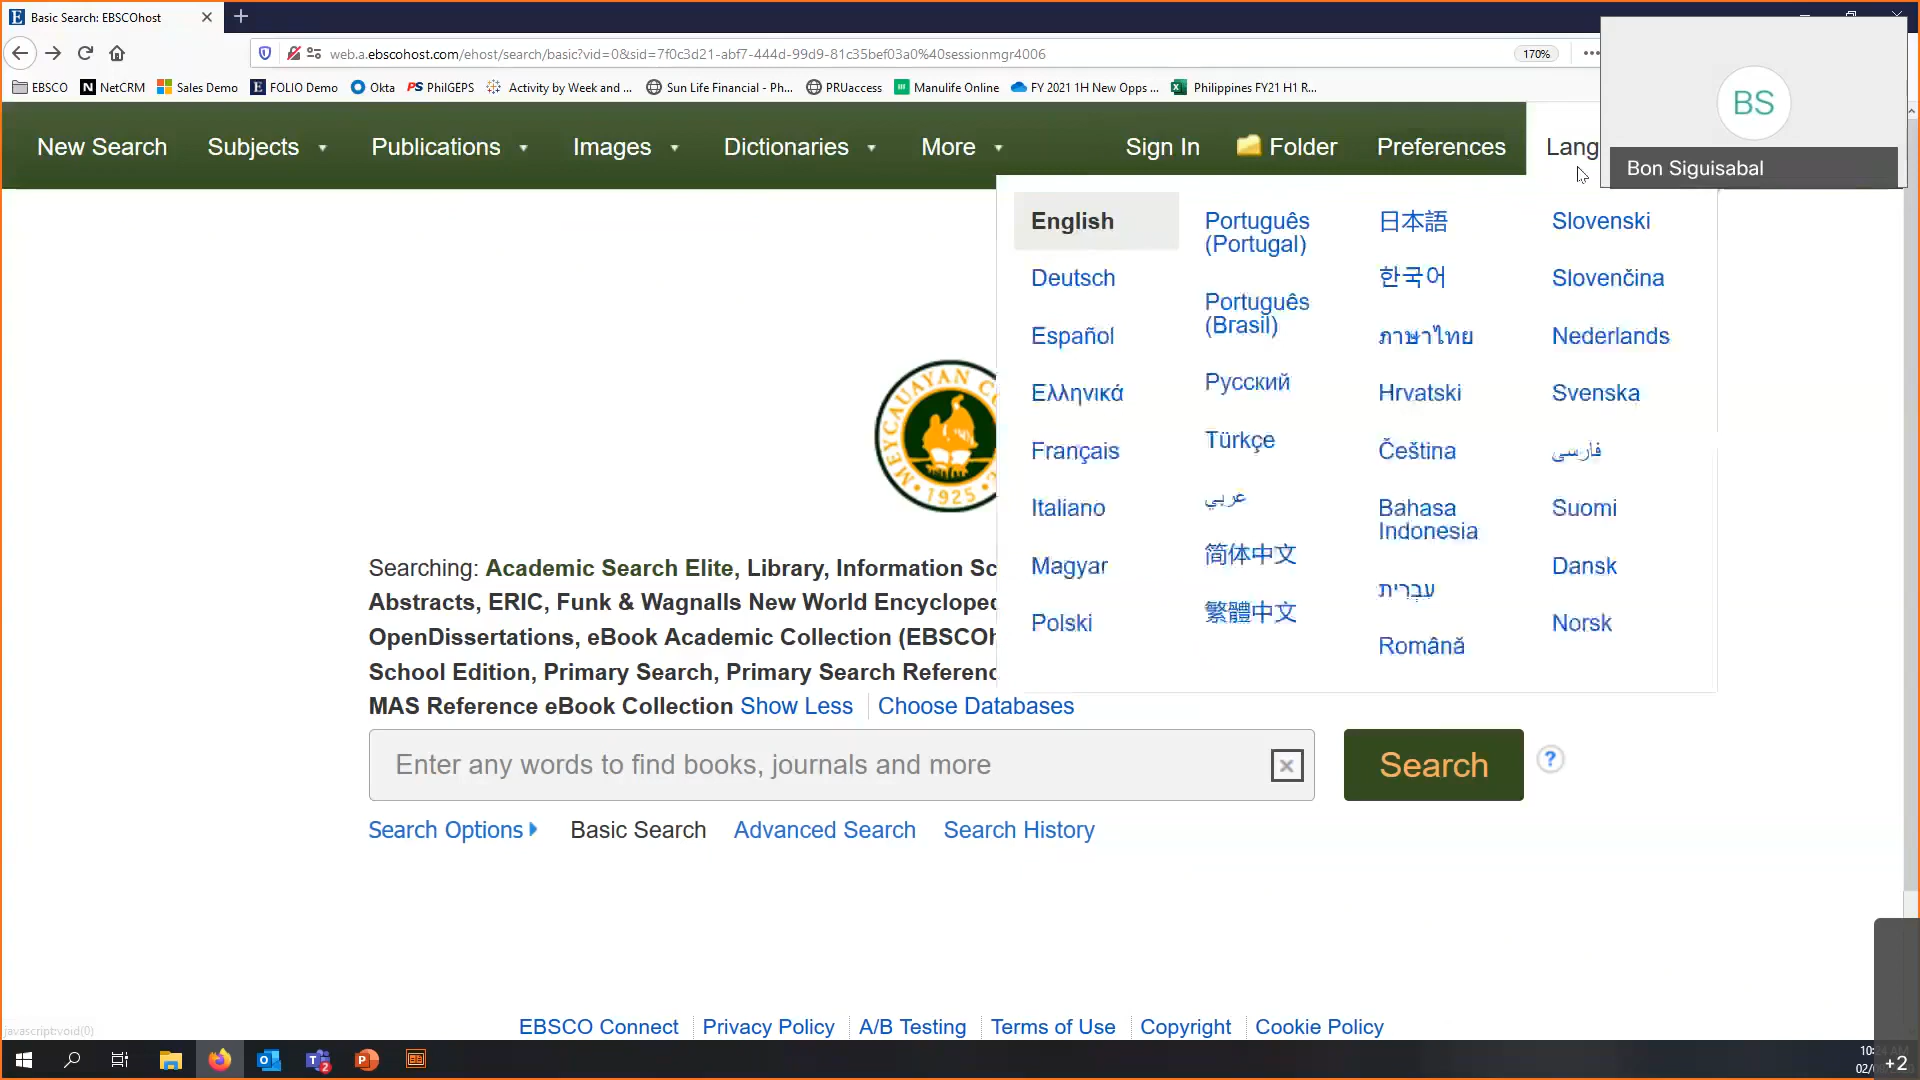 Basic Search: EBSCOhost
web.a.ebscohost.com/ehost/search/basic?vid=0&sid=7f0c3d21-abf7-444d-99d9-81c35bef03a0%40sessionmgr4006
170%
EBSCO
NetCRM
Sales Demo
FOLIO Demo
Okta
PhilGEPS
Activity by Week and ...
Sun Life Financial - Ph...
PRUaccess
Manulife Online
FY 2021 1H New Opps ...
Philippines FY21 H1 R...
BS
Bon Siguisabal
New Search
Subjects
Publications
Images
Dictionaries
More
Sign In
Folder
Preferences
Lang
English
Deutsch
Español
Ελληνικά
Français
Italiano
Magyar
Polski
Português
(Portugal)
Português
(Brasil)
Русский
Türkçe
عربي
简体中文
繁體中文
日本語
한국어
ภาษาไทย
Hrvatski
Čeština
Bahasa
Indonesia
עִבְרִית
Română
Slovenski
Slovenčina
Nederlands
Svenska
فارسی
Suomi
Dansk
Norsk
MEYCAUAYAN CO
1925
Searching: Academic Search Elite, Library, Information Sc
Abstracts, ERIC, Funk & Wagnalls New World Encyclope
OpenDissertations, eBook Academic Collection (EBSCO
School Edition, Primary Search, Primary Search Referenc
MAS Reference eBook Collection Show Less Choose Databases
Enter any words to find books, journals and more
Search
?
Search Options
Basic Search
Advanced Search
Search History
EBSCO Connect
Privacy Policy
A/B Testing
Terms of Use
Copyright
Cookie Policy
javascript:void(0)
+2